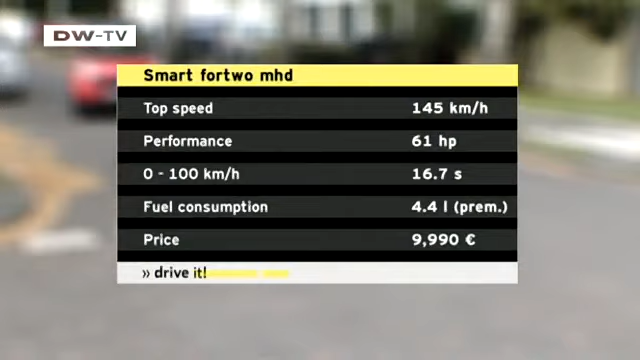 DW-TV
Smart fortwo mhd
Top speed 145 km/h
Performance 61 hp
0 - 100 km/h 16.7 s
Fuel consumption 4.4 l (prem.)
Price 9,990 €
» drive it!